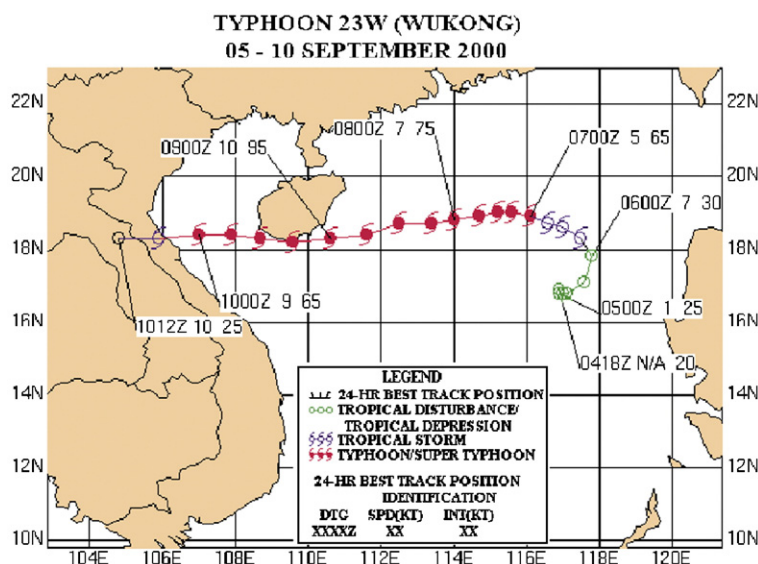 TYPHOON 23W (WUKONG)
05 - 10 SEPTEMBER 2000
22N
20N
18N
16N
14N
12N
10N
22N
20N
18N
16N
14N
12N
10N
0900Z 10 95
0800Z 7 75
0700Z 5 65
0600Z 7 30
1000Z 9 65
0500Z 1 25
1012Z 10 25
0418Z N/A 20
LEGEND
24-HR BEST TRACK POSITION
TROPICAL DISTURBANCE/
TROPICAL DEPRESSION
TROPICAL STORM
TYPHOON/SUPER TYPHOON
24-HR BEST TRACK POSITION
IDENTIFICATION
DTG SPD(KT) INT(KT)
XXXXZ XX XX
104E 106E 108E 110E 112E 114E 116E 118E 120E